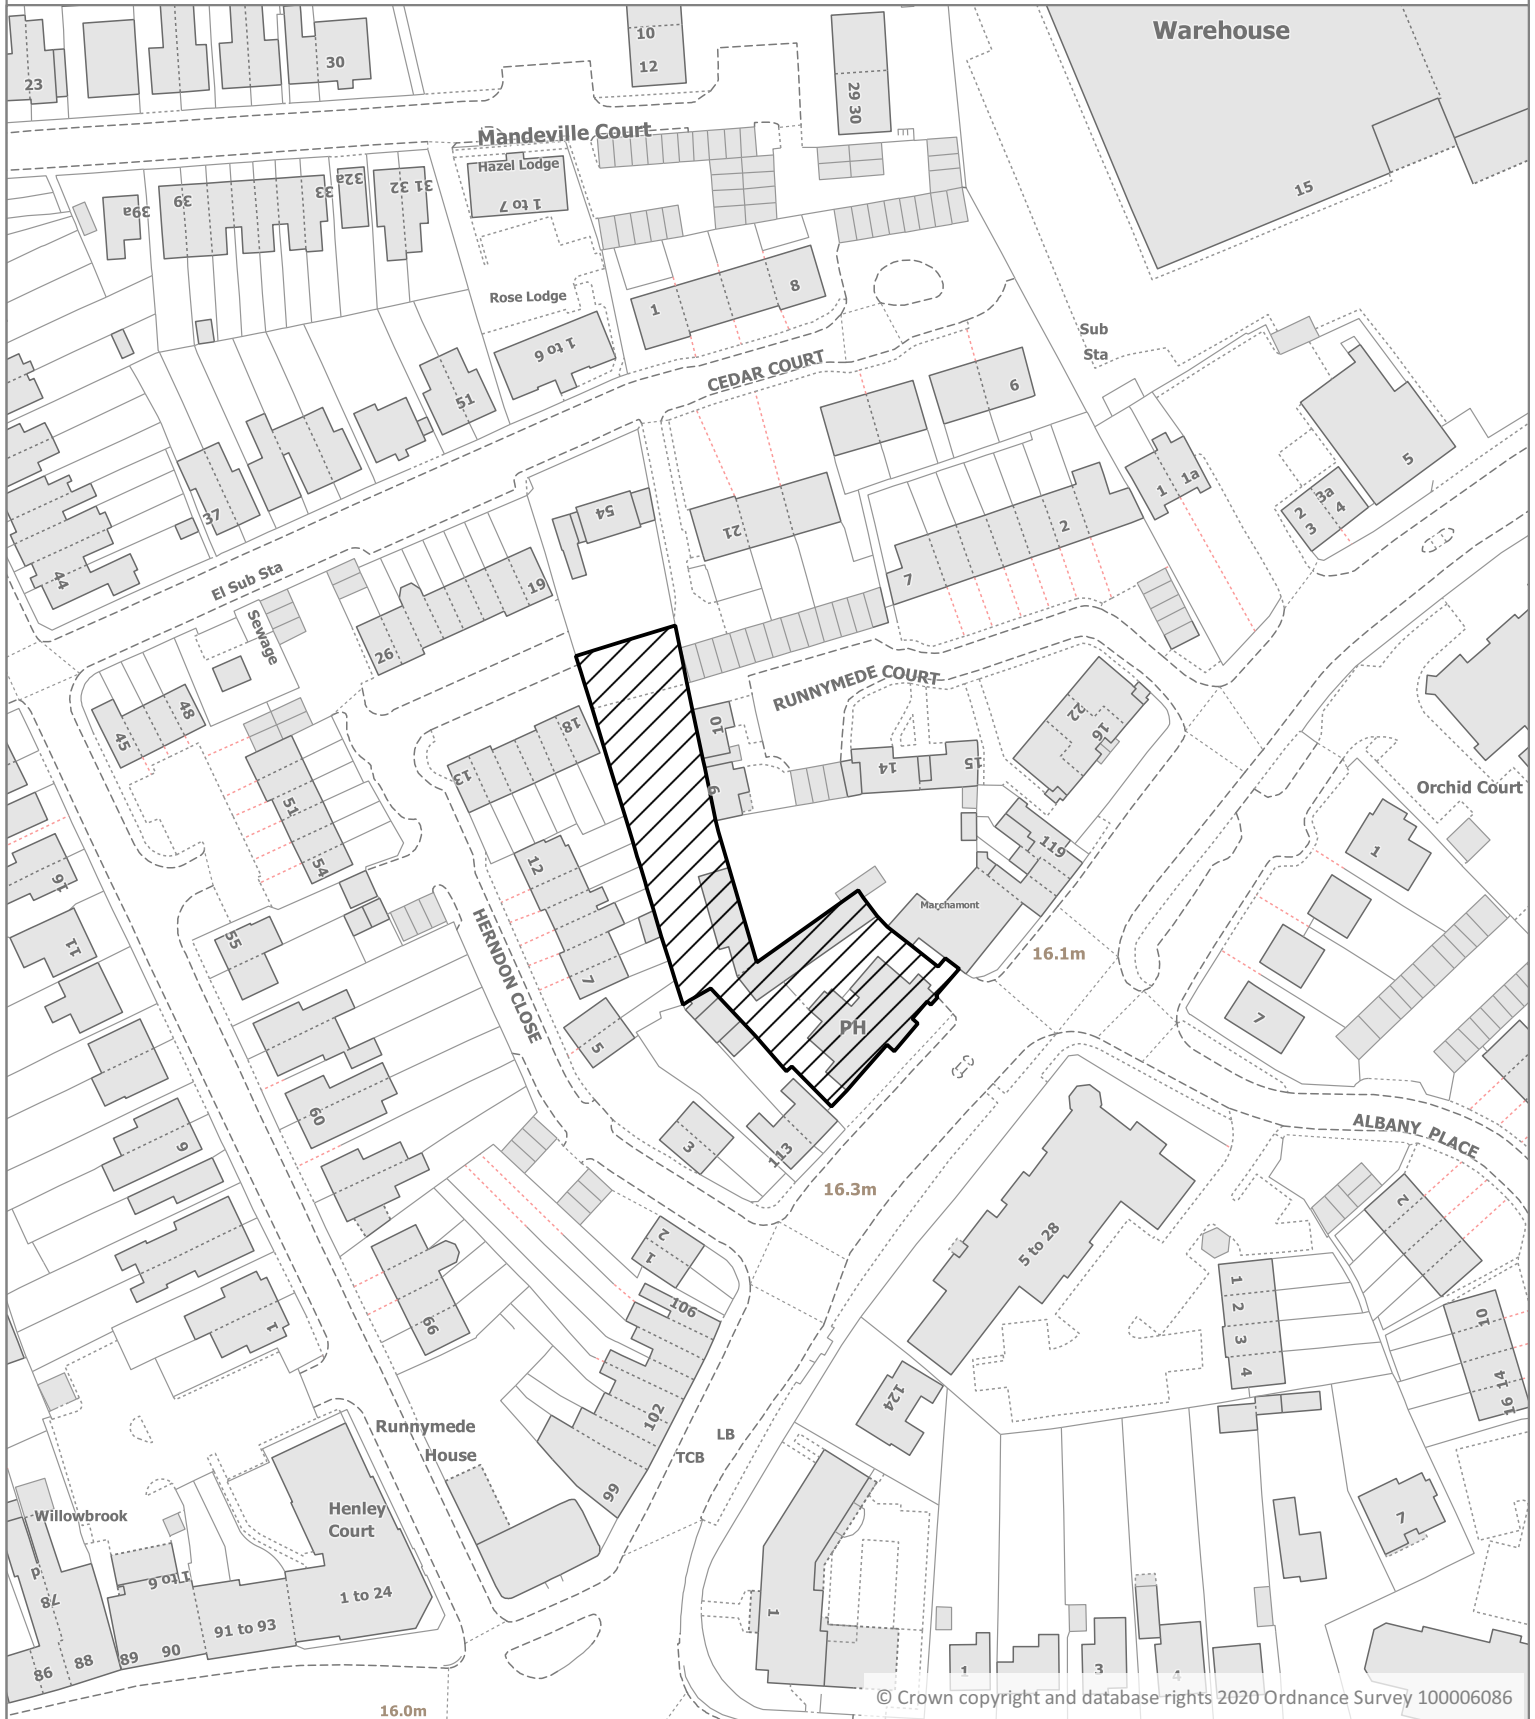 Warehouse
10
12
30
23
29 30
Mandeville Court
Hazel Lodge
1 to 7
39a
39
33
32a
32
31
15
Rose Lodge
1
8
1 to 6
Sub
Sta
CEDAR COURT
6
51
5
1
1a
2
3a
3
4
37
54
21
2
7
44
El Sub Sta
19
Sewage
26
RUNNYMEDE COURT
48
45
18
10
22
16
13
14
15
9
Orchid Court
51
54
12
119
1
16
11
55
HERNDON CLOSE
Marchamont
16.1m
7
7
PH
5
60
9
3
113
ALBANY PLACE
16.3m
2
1
2
5 to 28
1
2
3
4
106
66
1
10
14
16
124
102
Runnymede
House
LB
TCB
99
Willowbrook
Henley
Court
7
1 to 6
1 to 24
78
91 to 93
1
86
88
89
90
1
3
4
16.0m
© Crown copyright and database rights 2020 Ordnance Survey 100006086